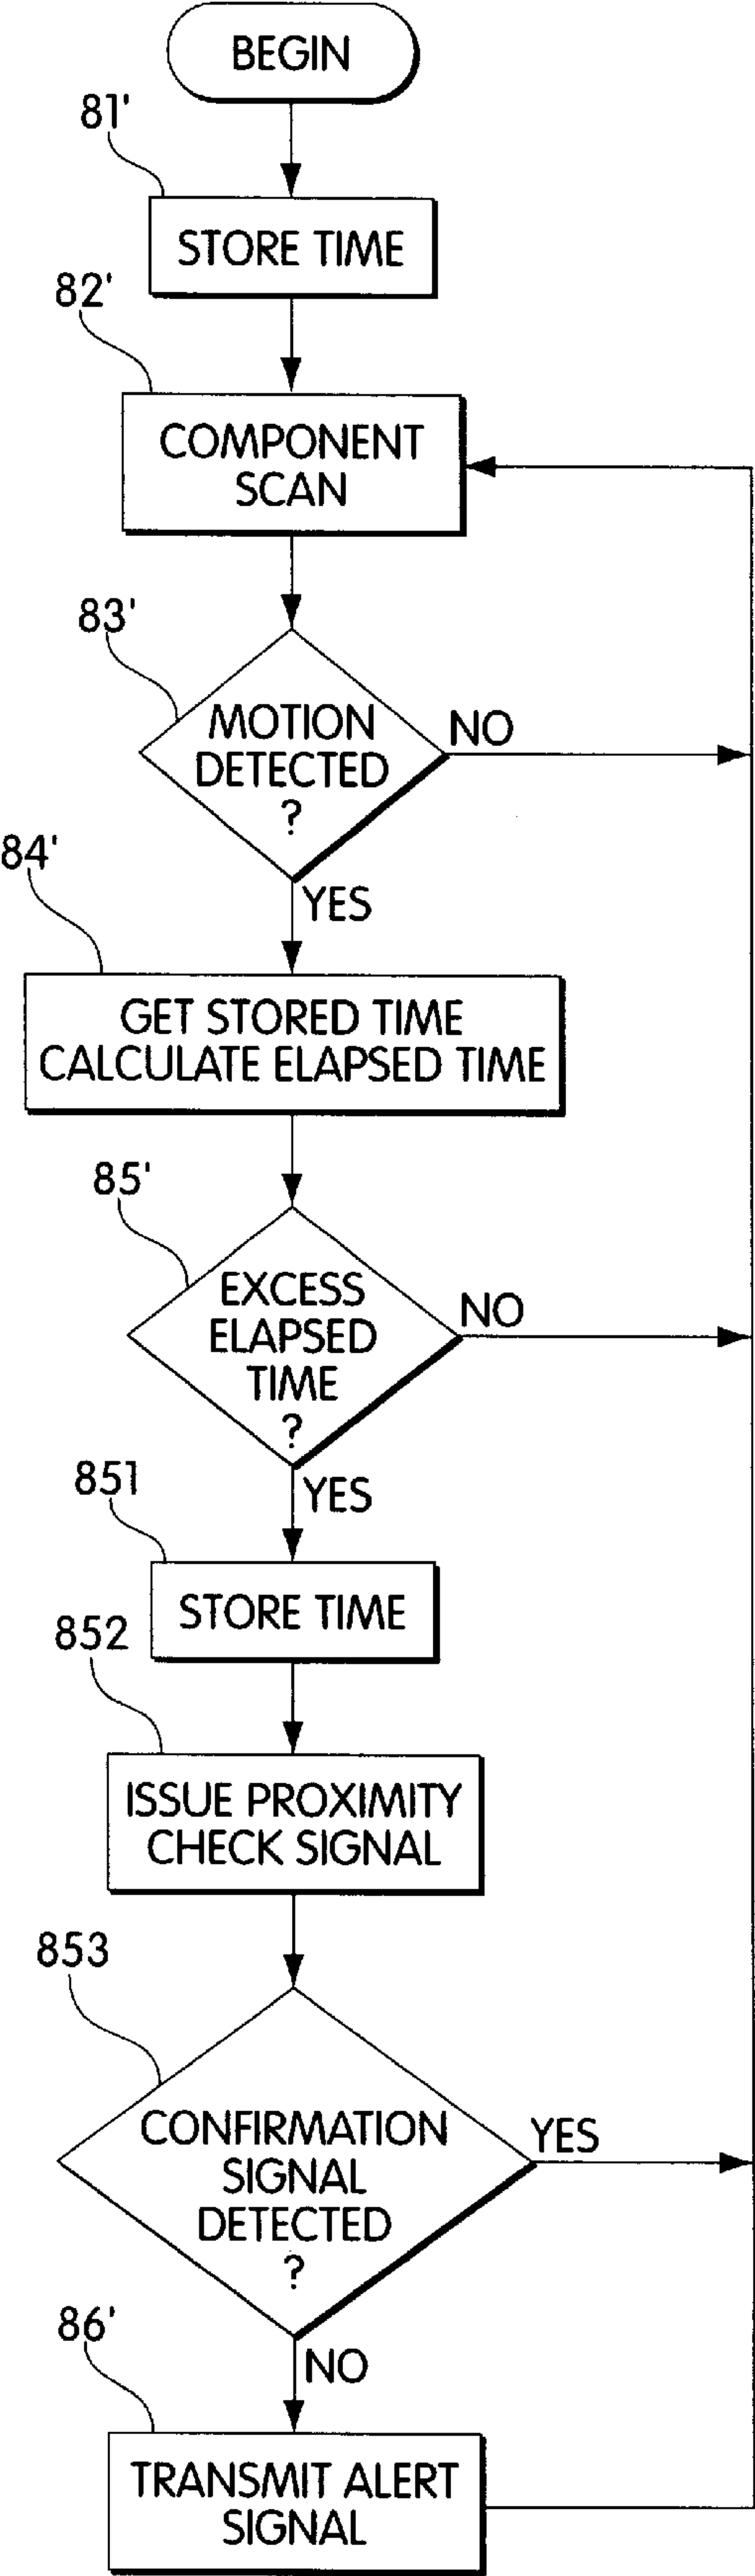 BEGIN
81'
STORE TIME
82'
COMPONENT
SCAN
83'
MOTION
DETECTED
?
NO
YES
84'
GET STORED TIME
CALCULATE ELAPSED TIME
85'
EXCESS
ELAPSED
TIME
?
NO
YES
851
STORE TIME
852
ISSUE PROXIMITY
CHECK SIGNAL
853
CONFIRMATION
SIGNAL
DETECTED
?
YES
NO
86'
TRANSMIT ALERT
SIGNAL